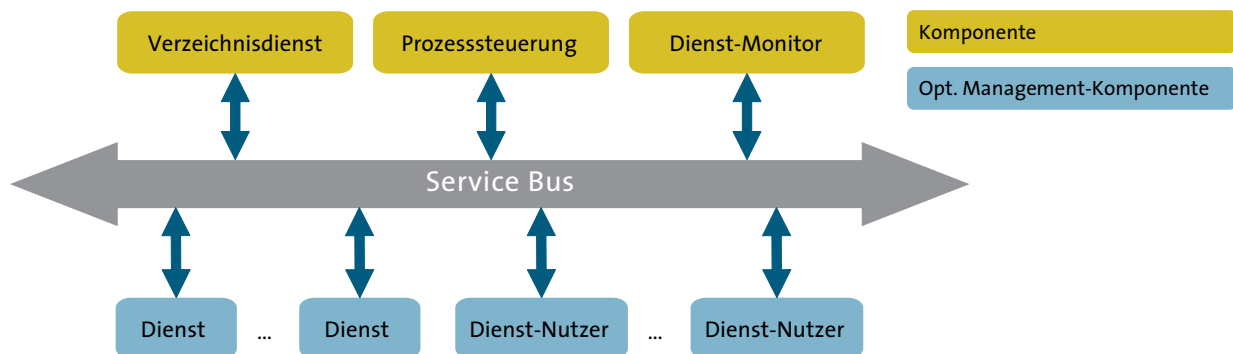 Verzeichnisdienst
Prozesssteuerung
Dienst-Monitor
Komponente
Opt. Management-Komponente
Service Bus
Dienst
...
Dienst
Dienst-Nutzer
...
Dienst-Nutzer